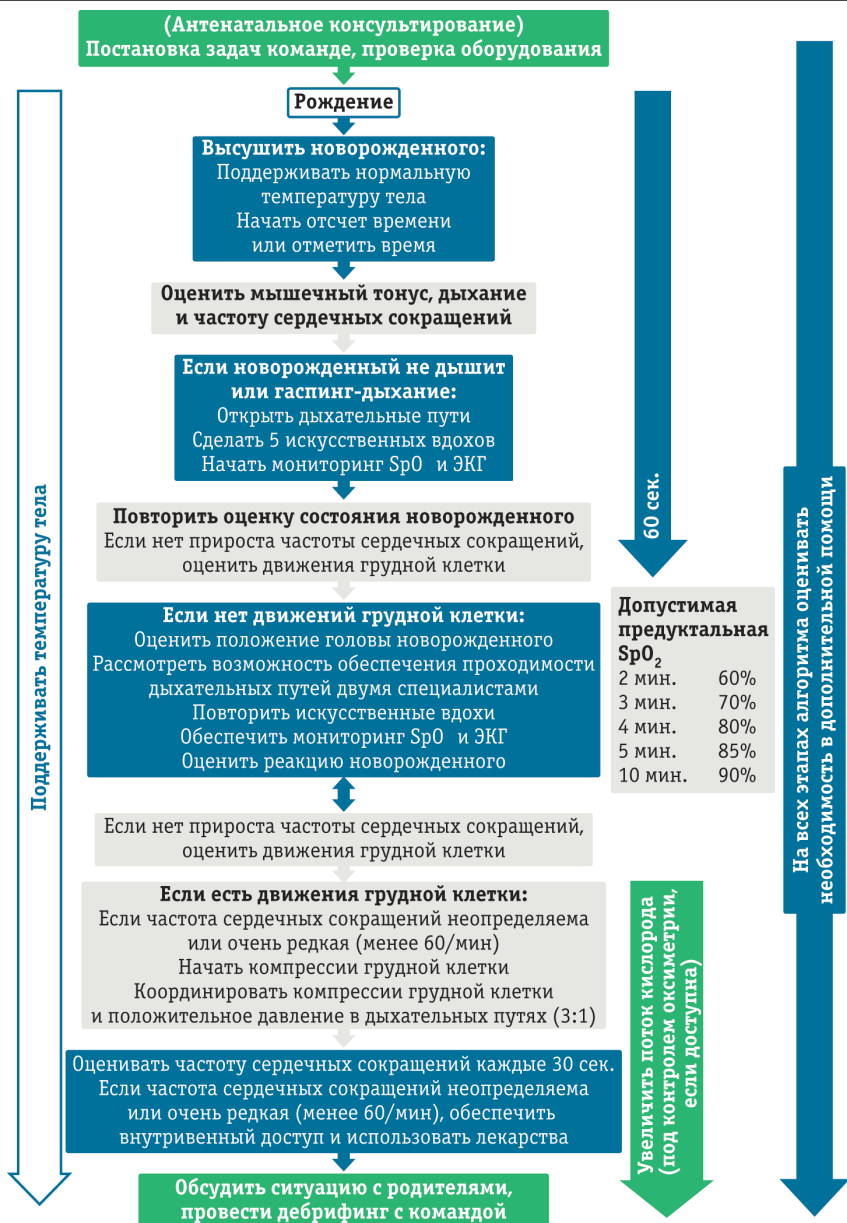 (Антенатальное консультирование)
Постановка задач команде, проверка оборудования
Рождение
Высушить новорожденного:
Поддерживать нормальную
температуру тела
Начать отсчет времени
или отметить время
Оценить мышечный тонус, дыхание
и частоту сердечных сокращений
Если новорожденный не дышит
или гаспинг-дыхание:
Открыть дыхательные пути
Сделать 5 искусственных вдохов
Начать мониторинг SpO и ЭКГ
Повторить оценку состояния новорожденного
Если нет прироста частоты сердечных сокращений,
оценить движения грудной клетки
Если нет движений грудной клетки:
Оценить положение головы новорожденного
Рассмотреть возможность обеспечения проходимости
дыхательных путей двумя специалистами
Повторить искусственные вдохи
Обеспечить мониторинг SpO и ЭКГ
Оценить реакцию новорожденного
Если нет прироста частоты сердечных сокращений,
оценить движения грудной клетки
Если есть движения грудной клетки:
Если частота сердечных сокращений неопределяема
или очень редкая (менее 60/мин)
Начать компрессии грудной клетки
Координировать компрессии грудной клетки
и положительное давление в дыхательных путях (3:1)
Оценивать частоту сердечных сокращений каждые 30 сек.
Если частота сердечных сокращений неопределяема
или очень редкая (менее 60/мин), обеспечить
внутривенный доступ и использовать лекарства
Обсудить ситуацию с родителями,
провести дебрифинг с командой
Поддерживать температуру тела
60 сек.
Допустимая
предуктальная
SpO₂
2 мин. 60%
3 мин. 70%
4 мин. 80%
5 мин. 85%
10 мин. 90%
Увеличить поток кислорода
(под контролем оксиметрии,
если доступна)
На всех этапах алгоритма оценивать
необходимость в дополнительной помощи